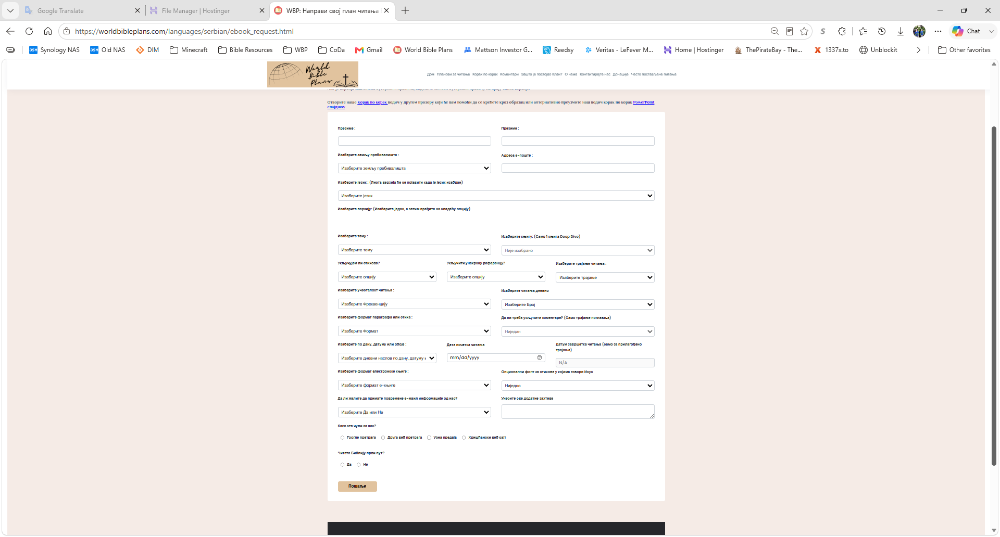 Google Translate
File Manager | Hostinger
WBP: Направи свој план читања
https://worldbibleplans.com/languages/serbian/ebook_request.html
Chat
Synology NAS
Old NAS
DIM
Minecraft
Bible Resources
WBP
CoDa
Gmail
World Bible Plans
Mattson Investor G...
Reedsy
Veritas - LeFever M...
Home | Hostinger
ThePirateBay - The...
1337x.to
Unblockit
Other favorites
World
Bible
Plans
Дом Планови за читање Корак по корак Коментари Зашто је постојао план? О нама Контактирајте нас Донације Често постављане питања
Отворите наше Корак по корак водич у другом прозору који ће вам помоћи да се крећете кроз образац или алтернативно преузмите наш водич корак по корак PowerPoint
слајдшоу
Презиме :
Презиме :
Изаберите земљу пребивалишта :
Адреса е-поште :
Изаберите земљу пребивалишта
Изаберите језик : (Листа верзија ће се појавити када је језик изабран)
Изаберите језик
Изаберите верзију: (Изаберите један, а затим пређите на следећу опцију)
Изаберите тему :
Изаберите књигу: (Само 1 књига Deep Dive)
Изаберите тему
Није изабрано
Укључујем ли стихове?
Укључити унакрсну референцу?
Изаберите трајање читања :
Изаберите опцију
Изаберите опцију
Изаберите трајање
Изаберите учесталост читања :
Изаберите читања дневно
Изаберите Фреквенцију
Изаберите Број
Изаберите формат параграфа или стиха :
Да ли треба укључити коментаре? (Само трајање поглавља)
Изаберите Формат
Ниједан
Изаберите по дану, датуму или обоје :
Дата почетка читања
Датум завршетка читања (само за прилагођено
трајање)
Изаберите дневни наслов по дану, датуму и
mm/dd/yyyy
N/A
Изаберите формат електронске књиге :
Опционални фонт за стихове у којима говори Исус
Изаберите формат е-књиге
Ниједно
Да ли желите да примате повремене е-маил информације од нас?
Унесите све додатне захтеве
Изаберите Да или Не
Како сте чули за нас?
Гоогле претрага
Друга веб претрага
Усна предаја
Хришћански веб сајт
Читате Библију први пут?
Да
Не
Пошаљи